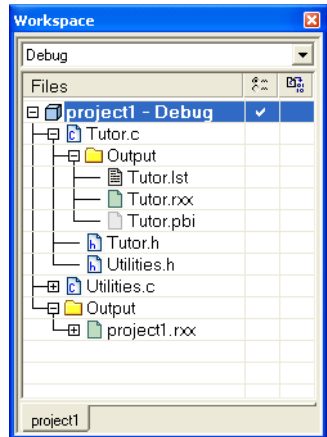 Workspace
Debug
Files
project1 - Debug
Tutor.c
Output
Tutor.lst
Tutor.rxx
Tutor.pbi
Tutor.h
Utilities.h
Utilities.c
Output
project1.rxx
project1